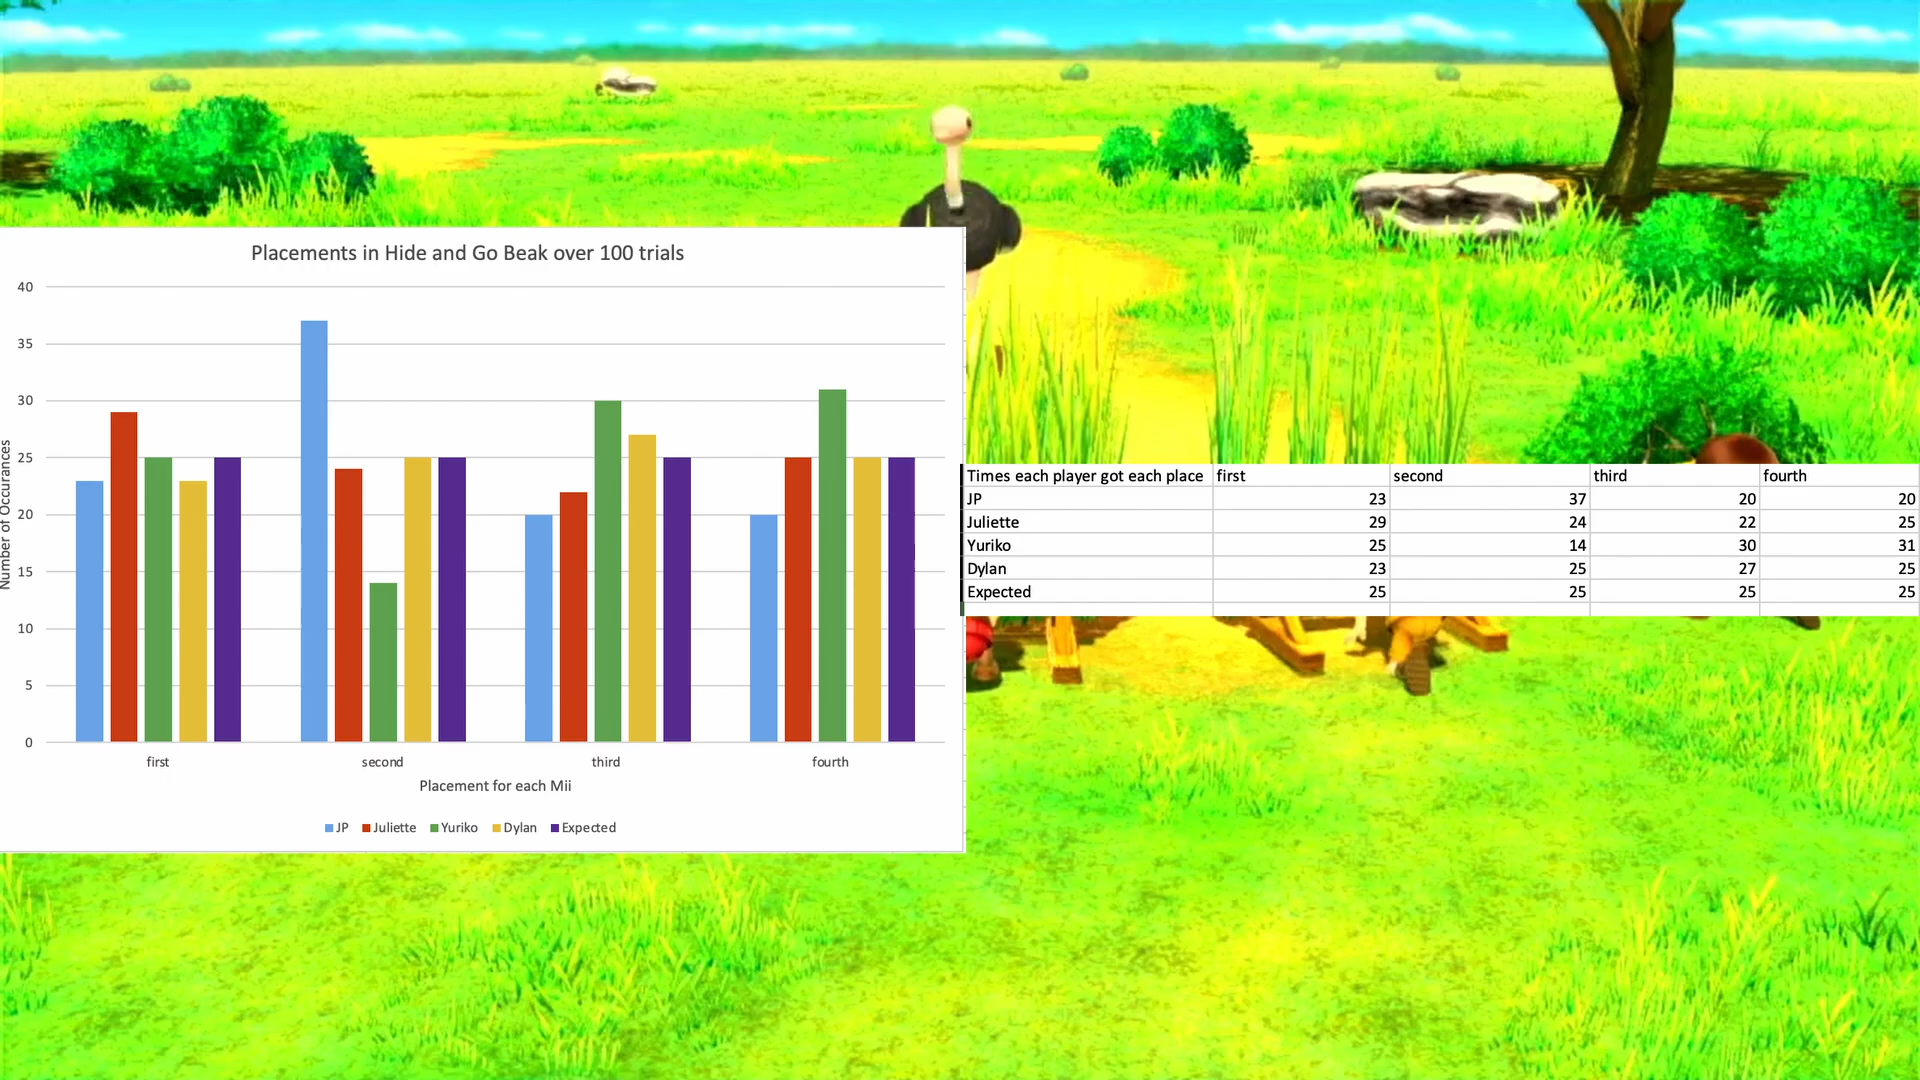 Placements in Hide and Go Beak over 100 trials
40
35
30
25
20
15
10
5
0
Number of Occurances
first second third fourth
Placement for each Mii
JP Juliette Yuriko Dylan Expected
Times each player got each place first second third fourth
JP 23 37 20 20
Juliette 29 24 22 25
Yuriko 25 14 30 31
Dylan 23 25 27 25
Expected 25 25 25 25